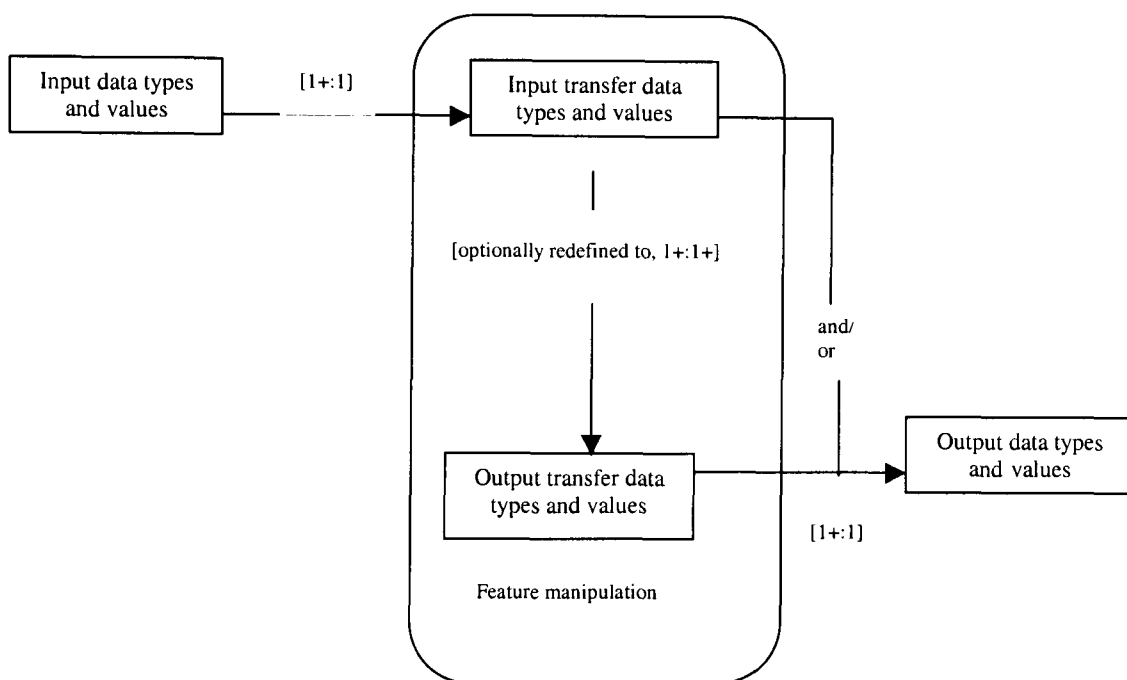 Input data types
and values
[1+:1]
Input transfer data
types and values
[optionally redefined to, 1+:1+]
and/
or
Output transfer data
types and values
Output data types
and values
[1+:1]
Feature manipulation